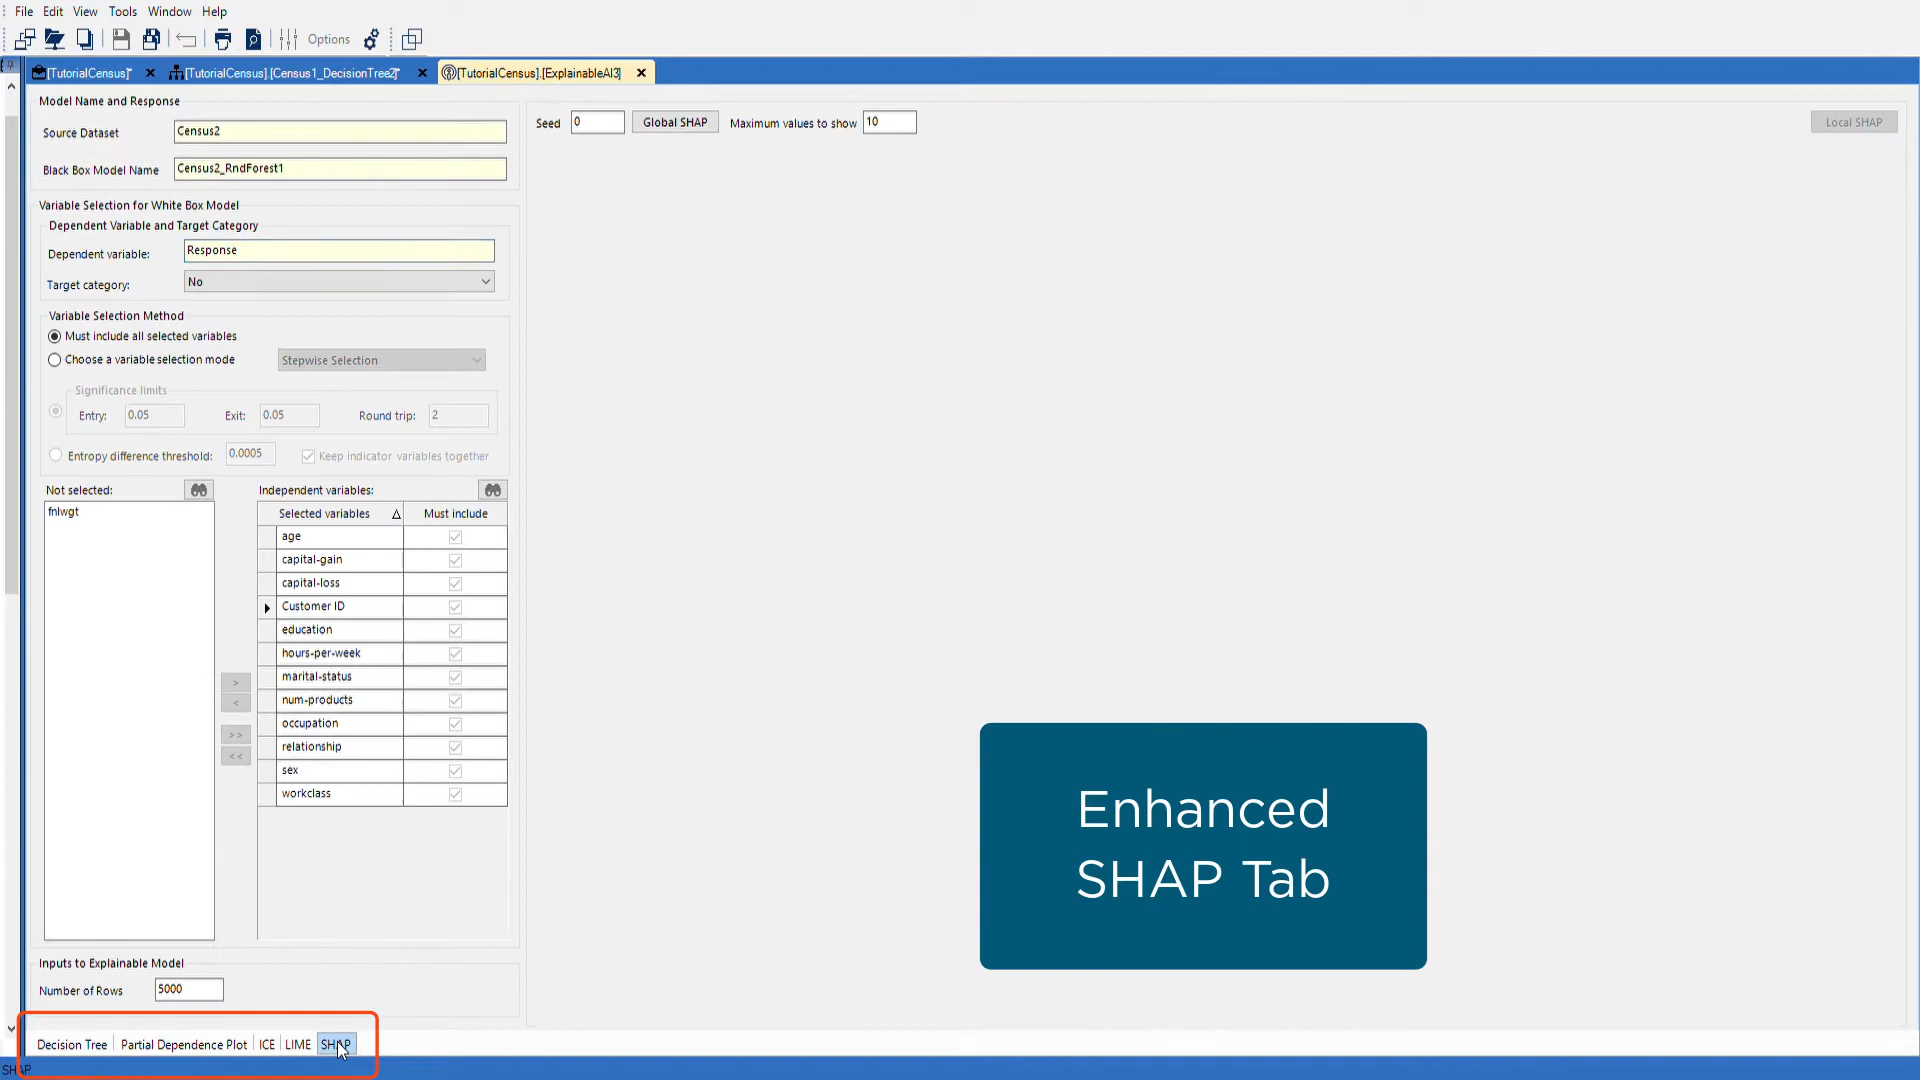 File Edit View Tools Window Help
Options
[TutorialCensus]* [TutorialCensus].[Census1_DecisionTree2]* [TutorialCensus].[ExplainableAI3]
Model Name and Response
Source Dataset Census2
Black Box Model Name Census2_RndForest1
Variable Selection for White Box Model
Dependent Variable and Target Category
Dependent variable: Response
Target category: No
Variable Selection Method
Must include all selected variables
Choose a variable selection mode Stepwise Selection
Significance limits
Entry: 0.05 Exit: 0.05 Round trip: 2
Entropy difference threshold: 0.0005 Keep indicator variables together
Not selected: Independent variables:
fnlwgt
Selected variables Must include
age
capital-gain
capital-loss
Customer ID
education
hours-per-week
marital-status
num-products
occupation
relationship
sex
workclass
> 
<
>>
<<
Inputs to Explainable Model
Number of Rows 5000
Decision Tree Partial Dependence Plot ICE LIME SHAP
SHAP
Seed 0 Global SHAP Maximum values to show 10 Local SHAP
Enhanced
SHAP Tab